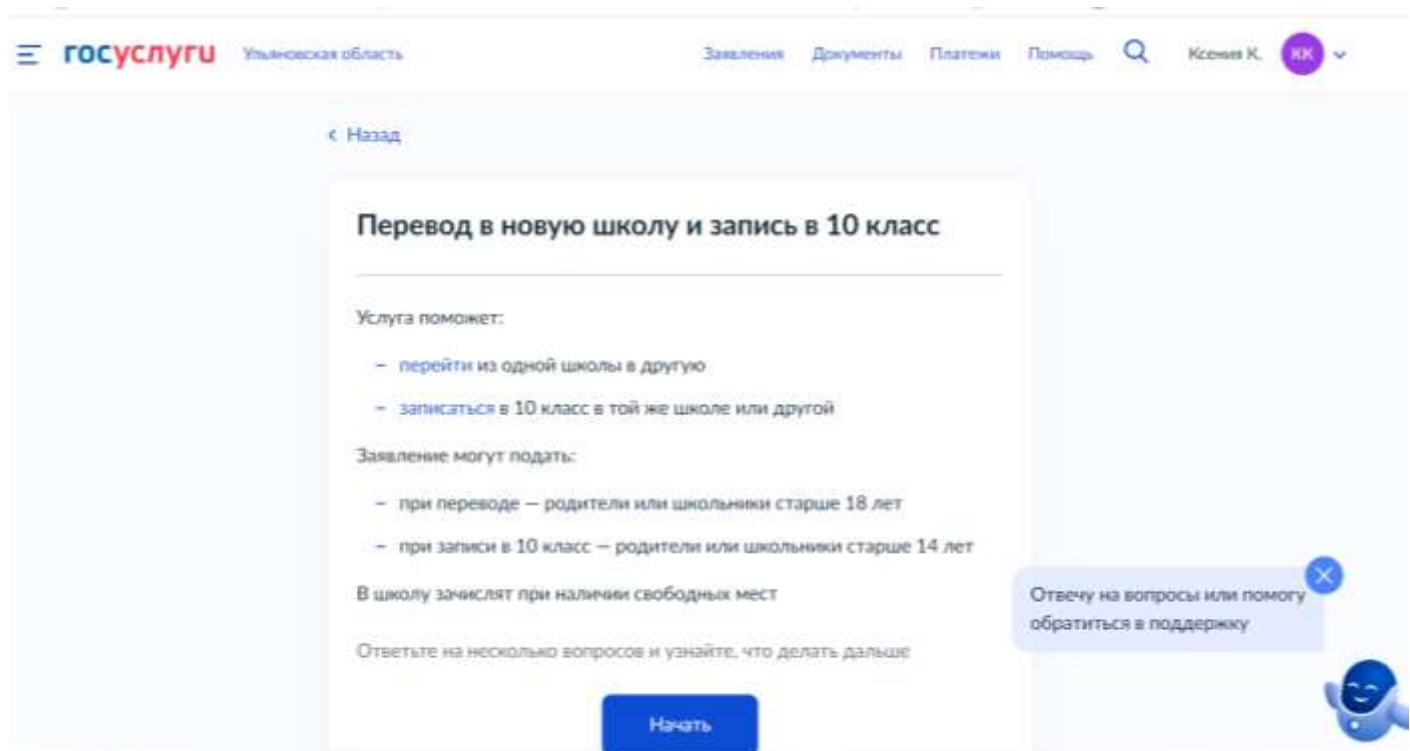 госуслуги Ульяновская область Заявления Документы Платежи Помощь Ксения К. КК
< Назад
Перевод в новую школу и запись в 10 класс
Услуга поможет:
– перейти из одной школы в другую
– записаться в 10 класс в той же школе или другой
Заявление могут подать:
– при переводе — родители или школьники старше 18 лет
– при записи в 10 класс — родители или школьники старше 14 лет
В школу зачислят при наличии свободных мест
Отвечу на вопросы или помогу
обратиться в поддержку
Ответьте на несколько вопросов и узнайте, что делать дальше
Начать